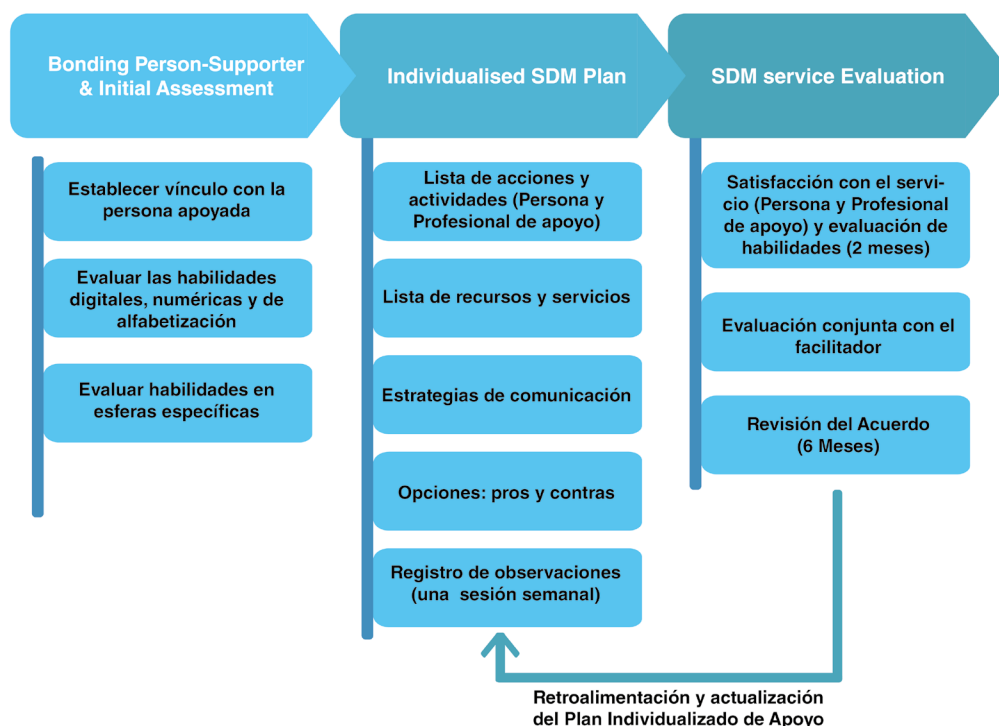 Bonding Person-Supporter
& Initial Assessment
Individualised SDM Plan
SDM service Evaluation
Establecer vínculo con la
persona apoyada
Evaluar las habilidades
digitales, numéricas y de
alfabetización
Evaluar habilidades en
esferas específicas
Lista de acciones y
actividades (Persona y
Profesional de apoyo)
Lista de recursos y servicios
Estrategias de comunicación
Opciones: pros y contras
Registro de observaciones
(una sesión semanal)
Satisfacción con el servi-
cio (Persona y Profesional
de apoyo) y evaluación de
habilidades (2 meses)
Evaluación conjunta con el
facilitador
Revisión del Acuerdo
(6 Meses)
Retroalimentación y actualización
del Plan Individualizado de Apoyo